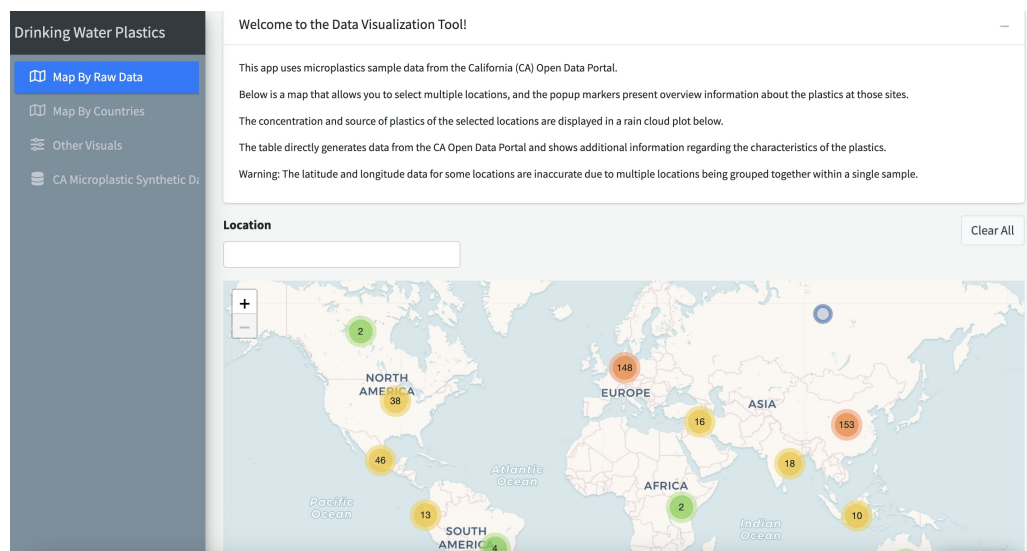 Drinking Water Plastics
Map By Raw Data
Map By Countries
Other Visuals
CA Microplastic Synthetic Da
Welcome to the Data Visualization Tool!
This app uses microplastics sample data from the California (CA) Open Data Portal.
Below is a map that allows you to select multiple locations, and the popup markers present overview information about the plastics at those sites.
The concentration and source of plastics of the selected locations are displayed in a rain cloud plot below.
The table directly generates data from the CA Open Data Portal and shows additional information regarding the characteristics of the plastics.
Warning: The latitude and longitude data for some locations are inaccurate due to multiple locations being grouped together within a single sample.
Location
Clear All
+
−
2
148
NORTH
AMERICA
38
EUROPE
ASIA
16
153
46
18
Atlantic
Ocean
AFRICA
2
Pacific
Ocean
13
10
Indian
Ocean
SOUTH
AMERICA
4